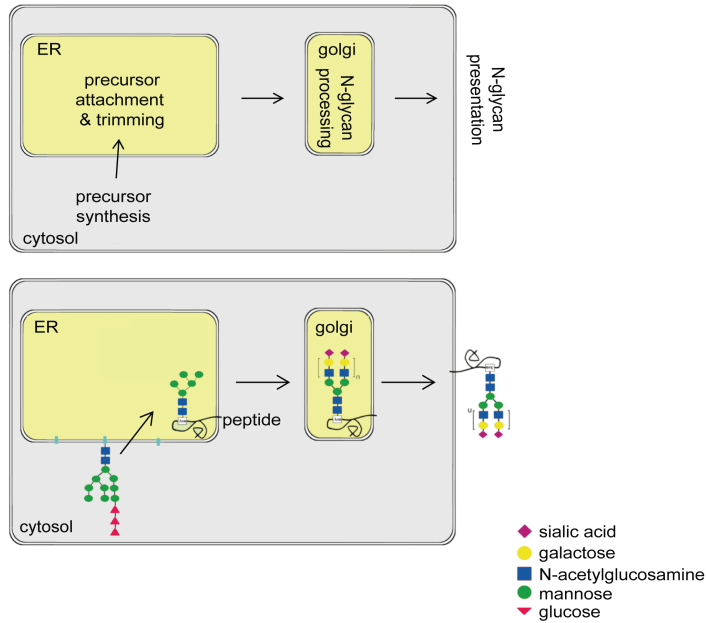 ER
precursor
attachment
& trimming
golgi
N-glycan
processing
N-glycan
presentation
precursor
synthesis
cytosol
ER
golgi
n
peptide
n
cytosol
sialic acid
galactose
N-acetylglucosamine
mannose
glucose